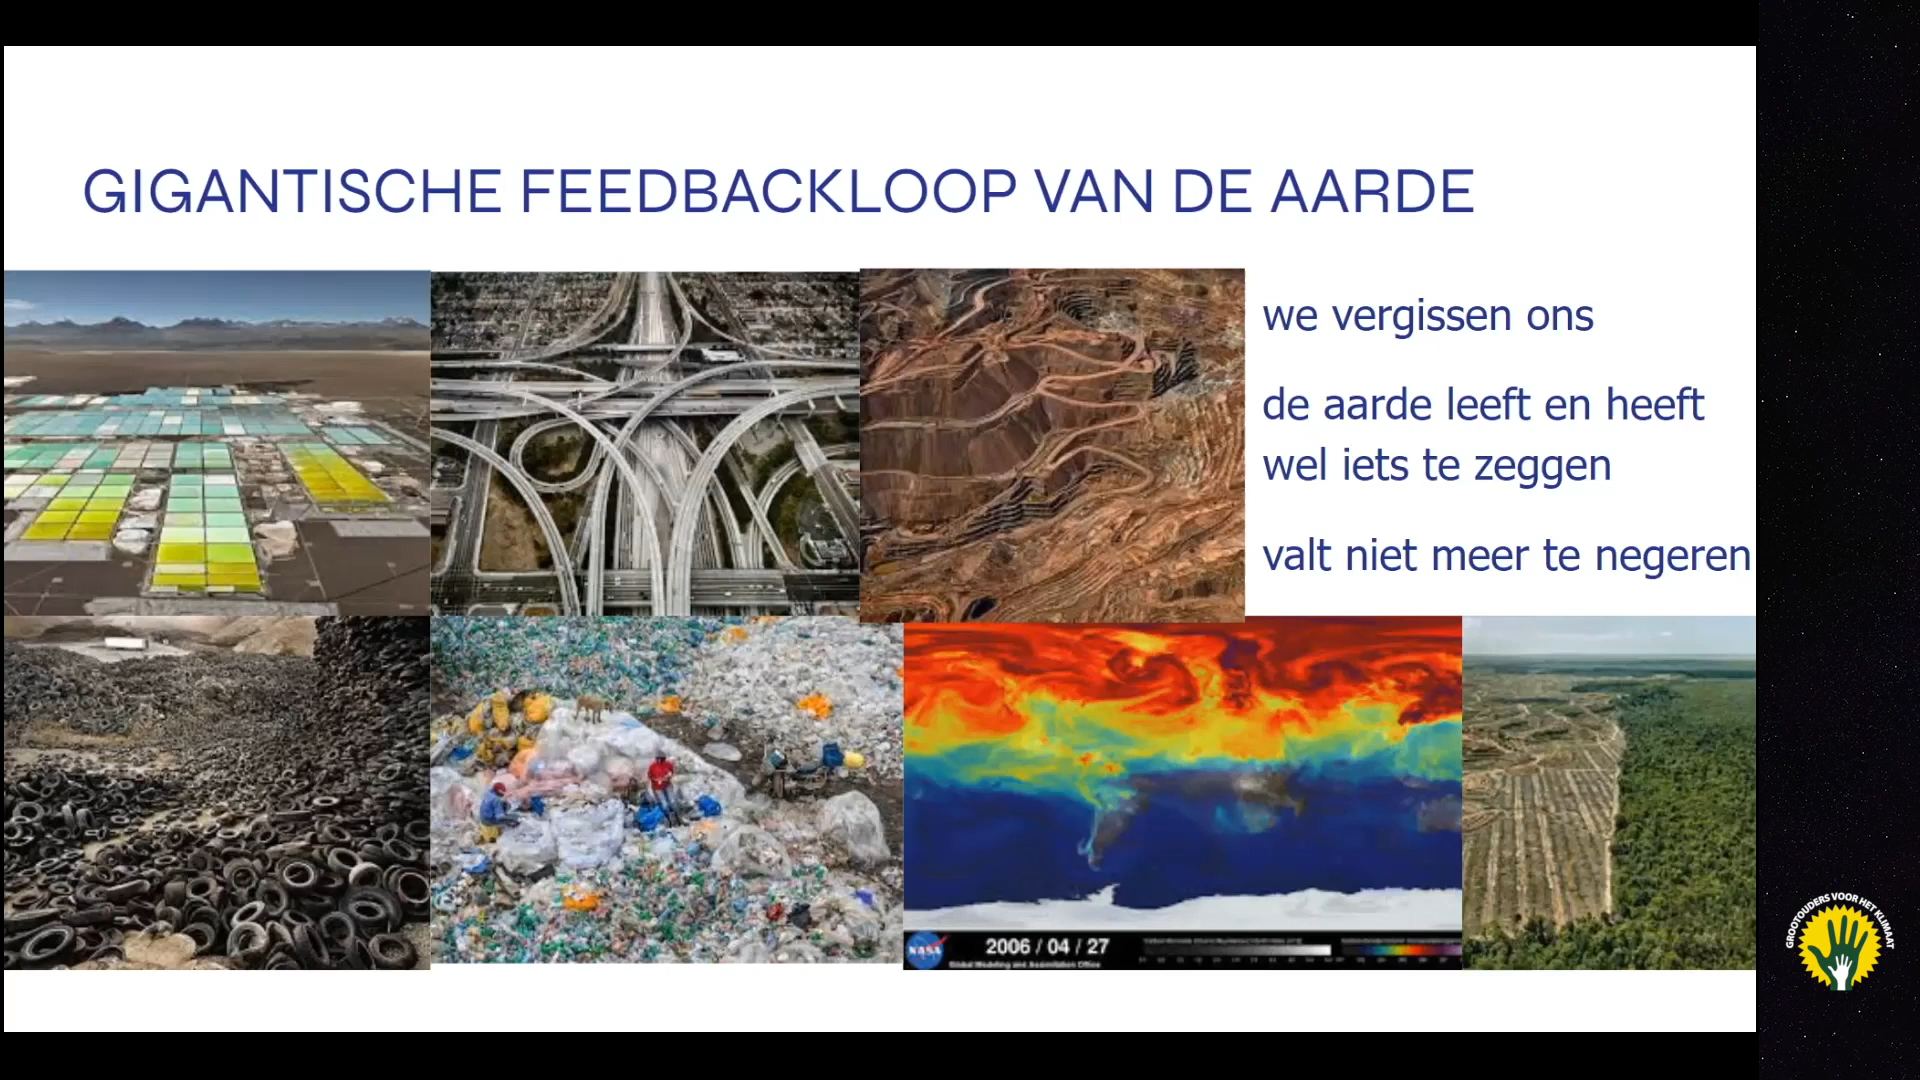 GIGANTISCHE FEEDBACKLOOP VAN DE AARDE
we vergissen ons
de aarde leeft en heeft
wel iets te zeggen
valt niet meer te negeren
NASA
2006 / 04 / 27
Global Modeling and Assimilation Office
GROOTOUDERS VOOR HET KLIMAAT